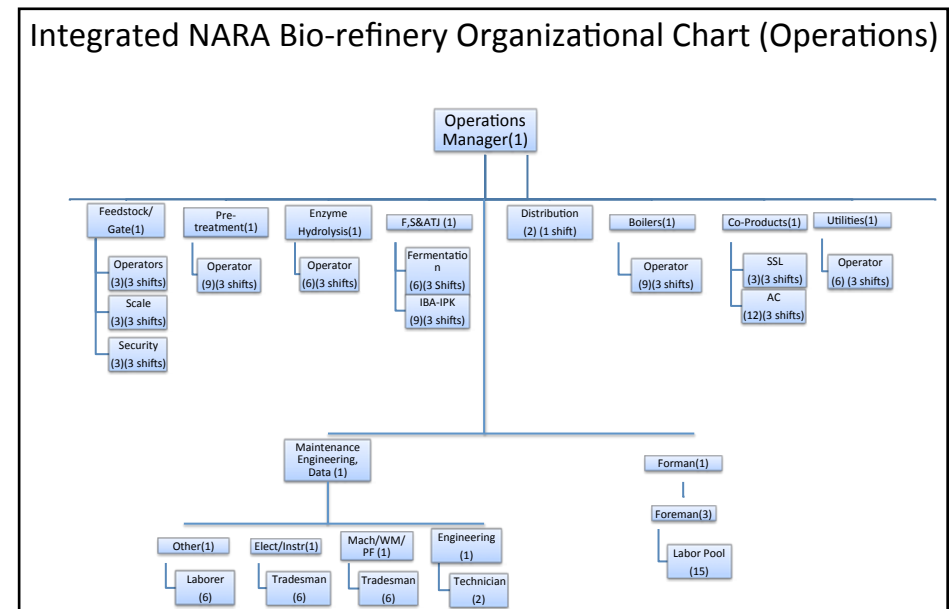 Integrated NARA Bio-refinery Organizational Chart (Operations)
Operations
Manager(1)
Feedstock/
Gate(1)
Operators
(3)(3 shifts)
Scale
(3)(3 shifts)
Security
(3)(3 shifts)
Pre-
treatment(1)
Operator
(9)(3 shifts)
Enzyme
Hydrolysis(1)
Operator
(6)(3 shifts)
F,S&ATJ (1)
Fermentatio
n
(6)(3 Shifts)
IBA-IPK
(9)(3 shifts)
Distribution
(2) (1 shift)
Boilers(1)
Operator
(9)(3 shifts)
Co-Products(1)
SSL
(3)(3 shifts)
AC
(12)(3 shifts)
Utilities(1)
Operator
(6) (3 shifts)
Maintenance
Engineering,
Data (1)
Other(1)
Laborer
(6)
Elect/Instr(1)
Tradesman
(6)
Mach/WM/
PF (1)
Tradesman
(6)
Engineering
(1)
Technician
(2)
Forman(1)
Foreman(3)
Labor Pool
(15)